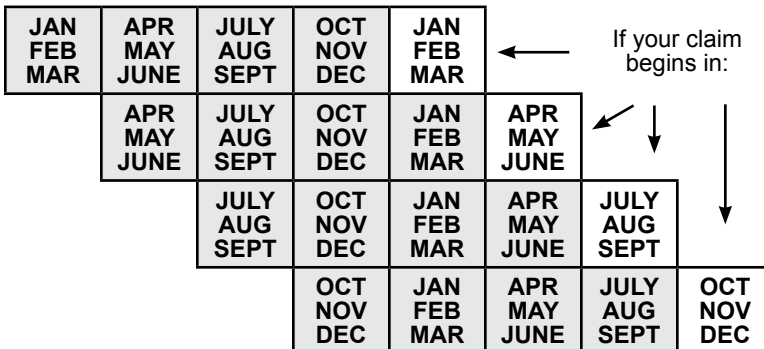 JAN APR JULY OCT JAN
FEB MAY AUG NOV FEB
MAR JUNE SEPT DEC MAR
If your claim
begins in:
APR JULY OCT JAN APR
MAY AUG NOV FEB MAY
JUNE SEPT DEC MAR JUNE
JULY OCT JAN APR JULY
AUG NOV FEB MAY AUG
SEPT DEC MAR JUNE SEPT
OCT JAN APR JULY OCT
NOV FEB MAY AUG NOV
DEC MAR JUNE SEPT DEC